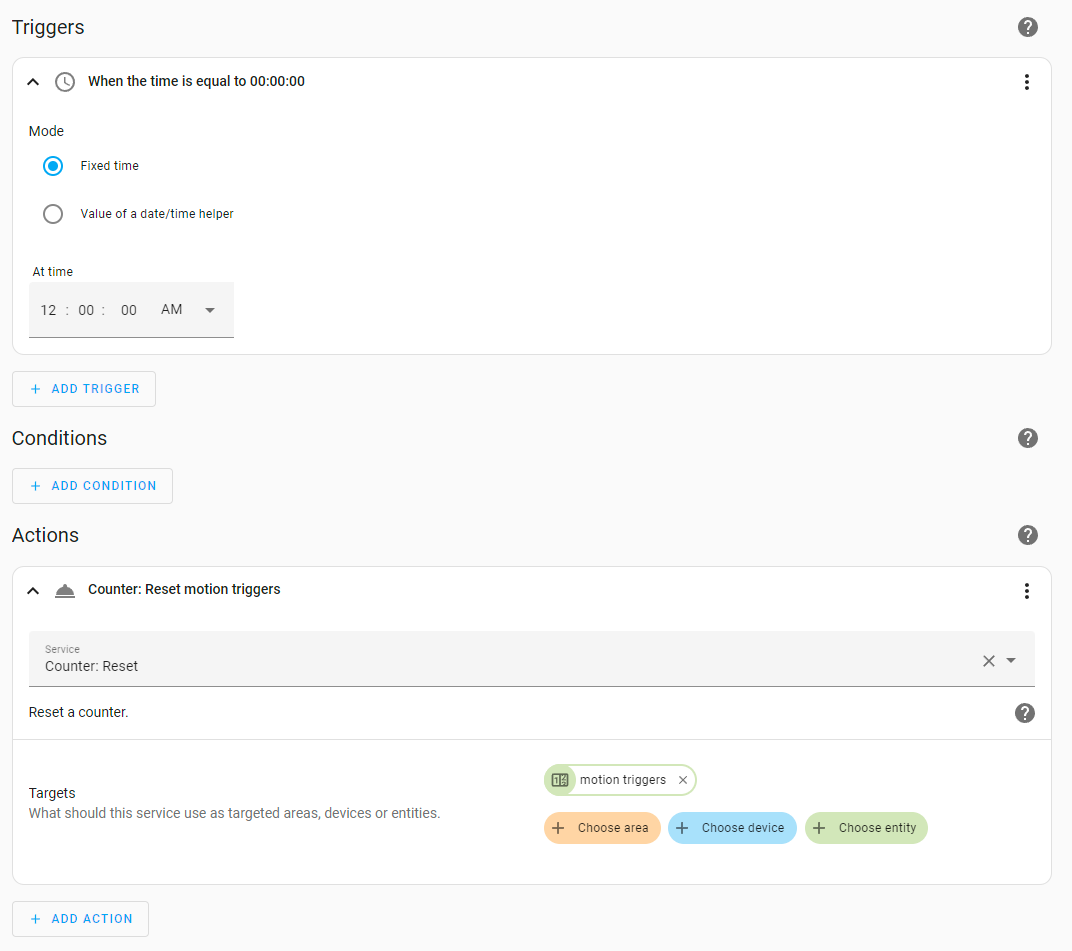 Triggers
When the time is equal to 00:00:00
Mode
Fixed time
Value of a date/time helper
At time
12 : 00 : 00 AM
+ ADD TRIGGER
Conditions
+ ADD CONDITION
Actions
Counter: Reset motion triggers
Service
Counter: Reset
Reset a counter.
motion triggers
Targets
What should this service use as targeted areas, devices or entities.
+ Choose area + Choose device + Choose entity
+ ADD ACTION